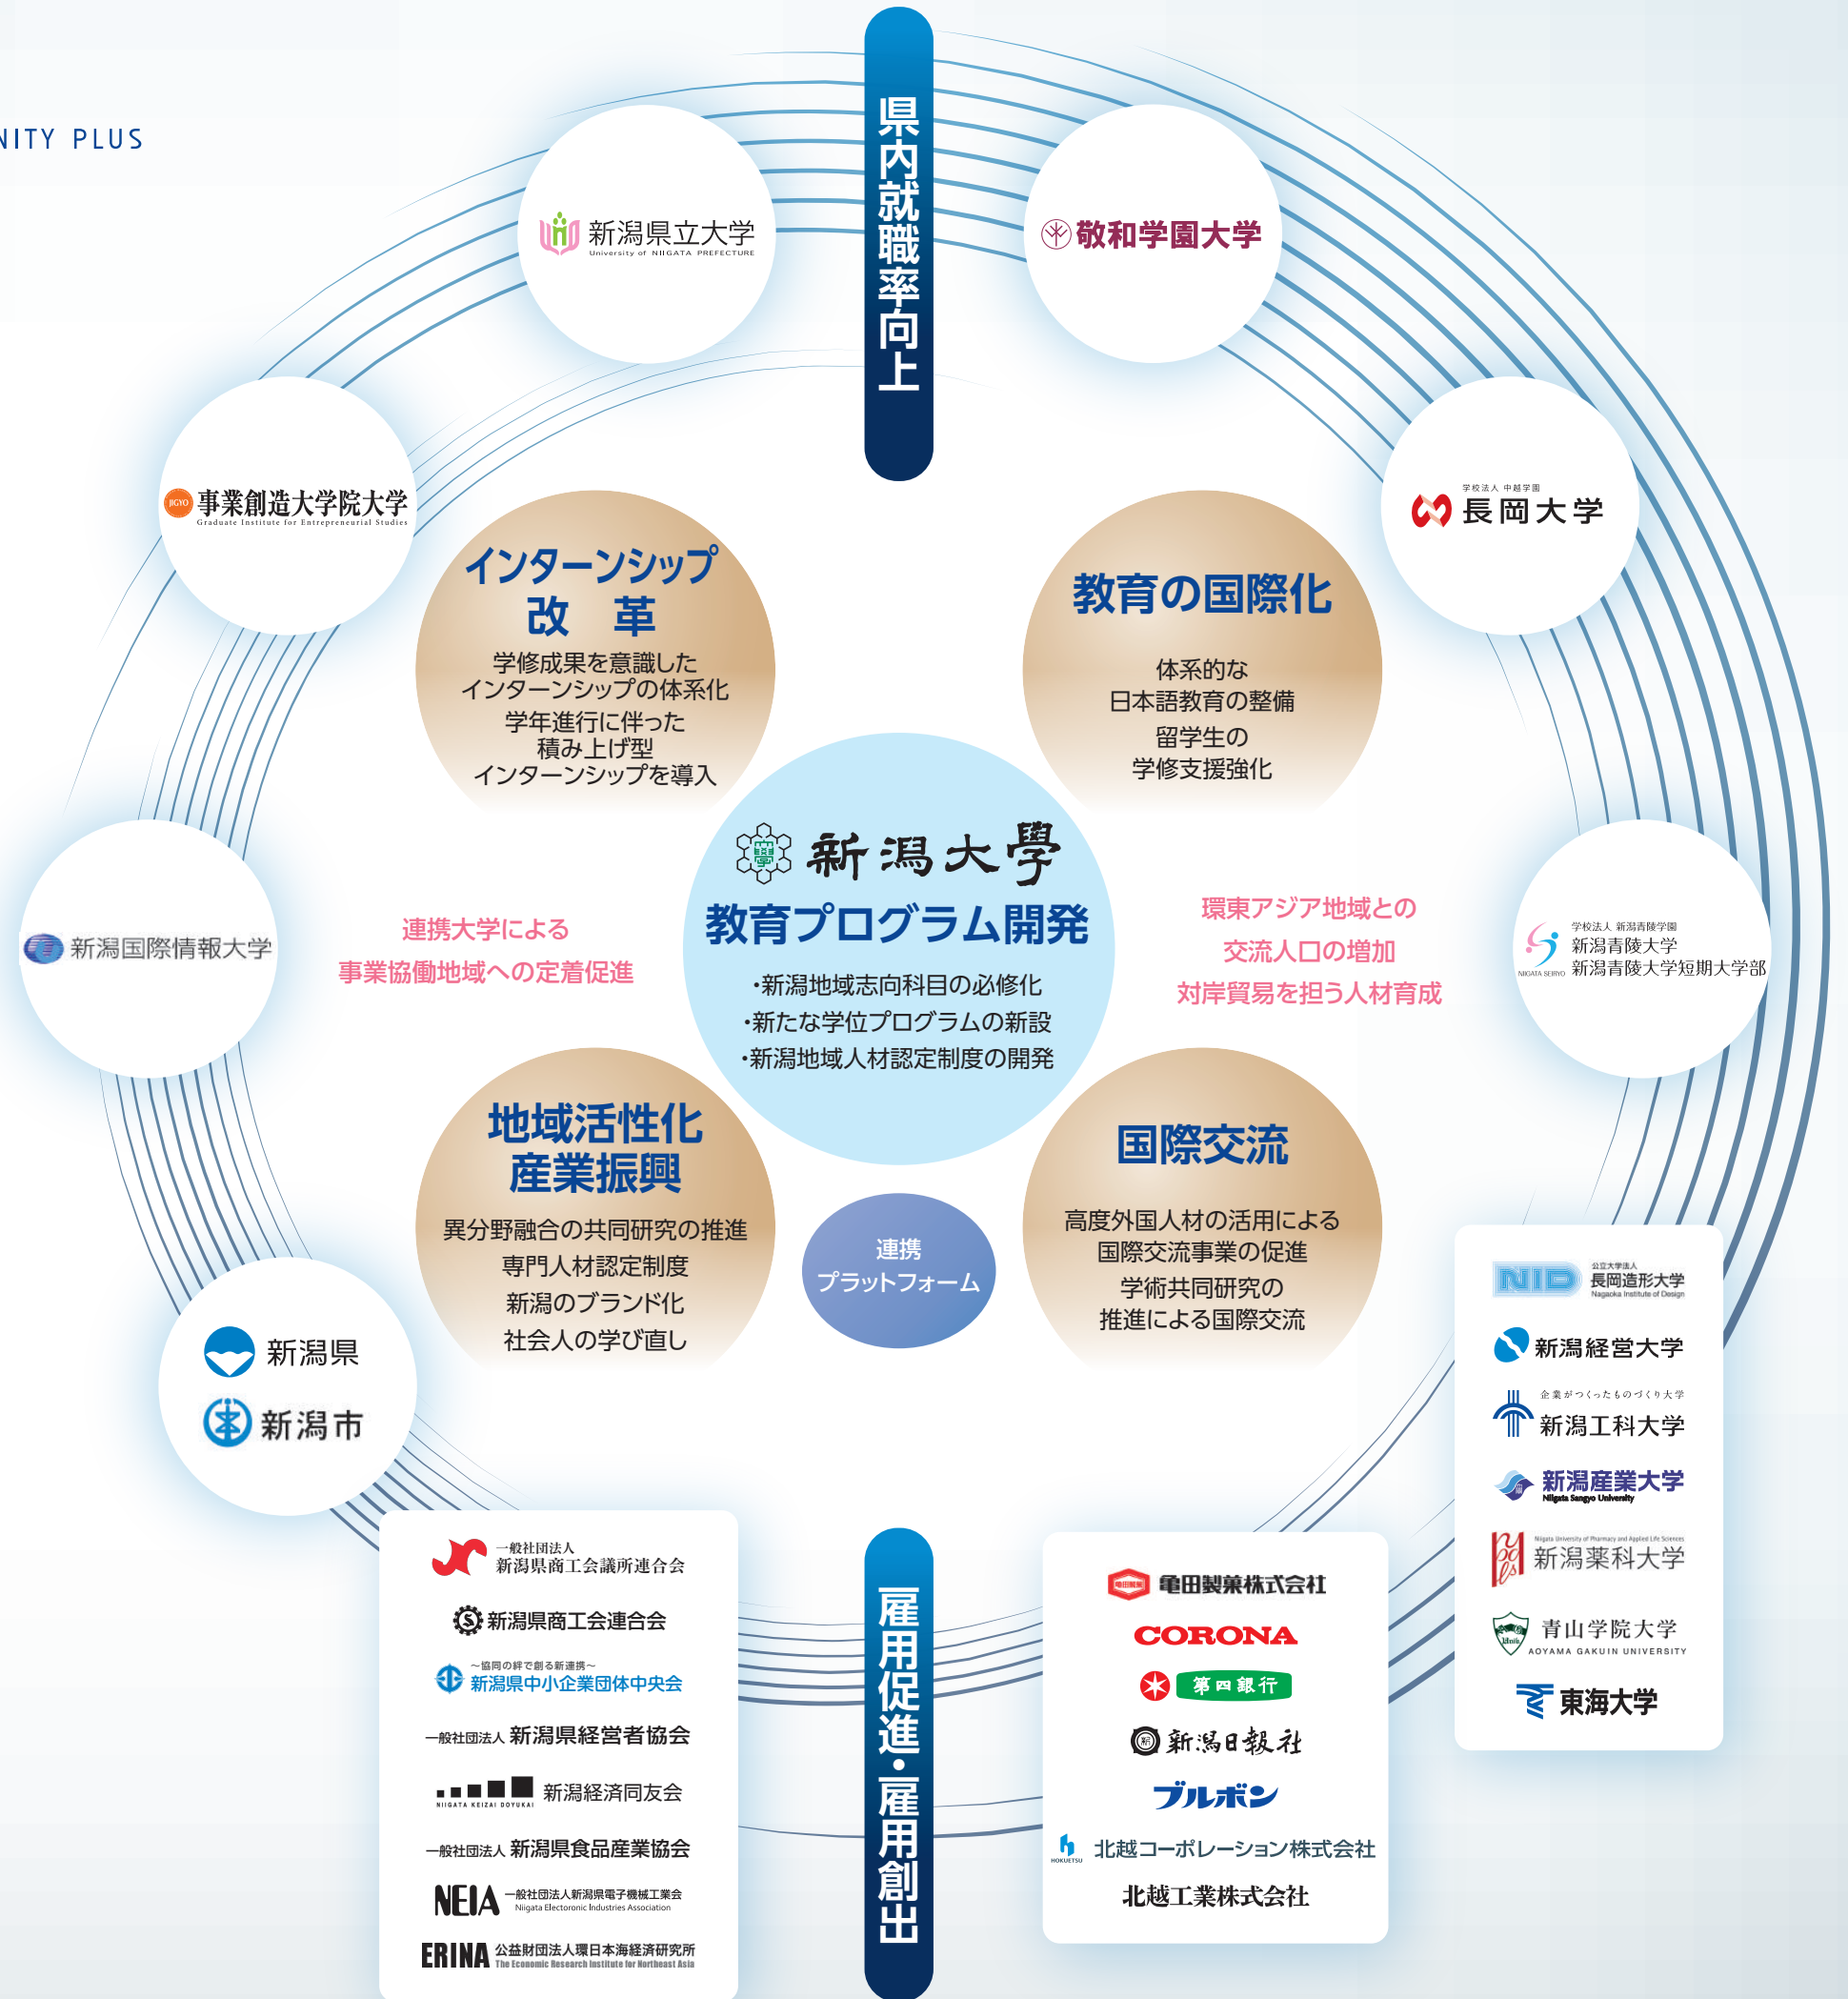 NITY PLUS
県内就職率向上
新潟県立大学
University of NIIGATA PREFECTURE
敬和学園大学
JIGYO
事業創造大学院大学
Graduate Institute for Entrepreneurial Studies
学校法人 中越学園
長岡大学
インターンシップ
改 革
学修成果を意識した
インターンシップの体系化
学年進行に伴った
積み上げ型
インターンシップを導入
教育の国際化
体系的な
日本語教育の整備
留学生の
学修支援強化
新潟大學
教育プログラム開発
・新潟地域志向科目の必修化
・新たな学位プログラムの新設
・新潟地域人材認定制度の開発
新潟国際情報大学
連携大学による
事業協働地域への定着促進
環東アジア地域との
交流人口の増加
対岸貿易を担う人材育成
学校法人 新潟青陵学園
新潟青陵大学
新潟青陵大学短期大学部
NIIGATA SEIRYO
地域活性化
産業振興
異分野融合の共同研究の推進
専門人材認定制度
新潟のブランド化
社会人の学び直し
連携
プラットフォーム
国際交流
高度外国人材の活用による
国際交流事業の促進
学術共同研究の
推進による国際交流
新潟県
新潟市
NID
公立大学法人
長岡造形大学
Nagaoka Institute of Design
新潟経営大学
企業がつくったものづくり大学
新潟工科大学
新潟産業大学
Niigata Sangyo University
Niigata University of Pharmacy and Applied Life Sciences
新潟薬科大学
青山学院大学
AOYAMA GAKUIN UNIVERSITY
東海大学
一般社団法人
新潟県商工会議所連合会
新潟県商工会連合会
～協同の絆で創る新連携～
新潟県中小企業団体中央会
一般社団法人 新潟県経営者協会
NIIGATA KEIZAI DOYUKAI
新潟経済同友会
一般社団法人 新潟県食品産業協会
NEIA
一般社団法人新潟県電子機械工業会
Niigata Electoronic Industries Association
ERINA
公益財団法人環日本海経済研究所
The Economic Research Institute for Northeast Asia
雇用促進・雇用創出
亀田製菓
亀田製菓株式会社
CORONA
第四銀行
新潟日報社
ブルボン
HOKUETSU
北越コーポレーション株式会社
北越工業株式会社